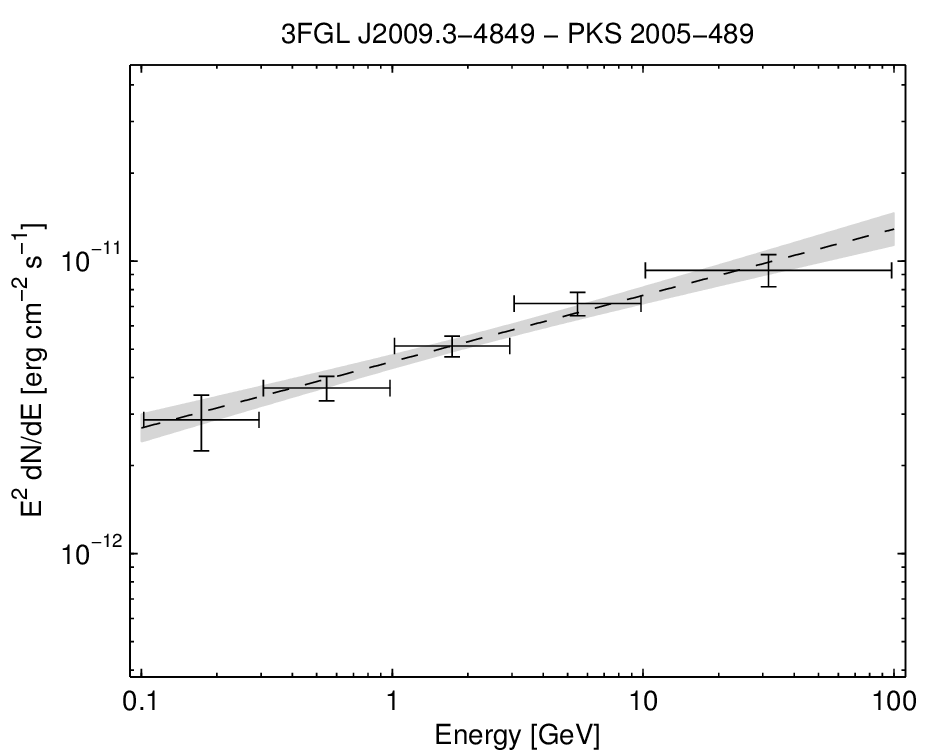 3FGL J2009.3−4849 − PKS 2005−489
E² dN/dE [erg cm⁻² s⁻¹]
10⁻¹¹
10⁻¹²
0.1 1 10 100
Energy [GeV]